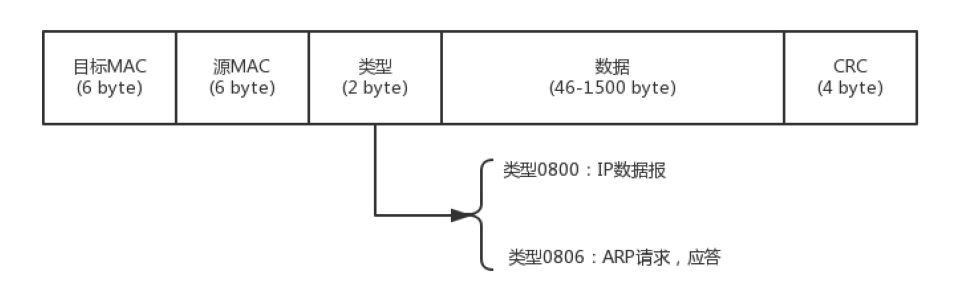 目标MAC
(6 byte)
源MAC
(6 byte)
类型
(2 byte)
数据
(46-1500 byte)
CRC
(4 byte)
类型0800：IP数据报
类型0806：ARP请求，应答